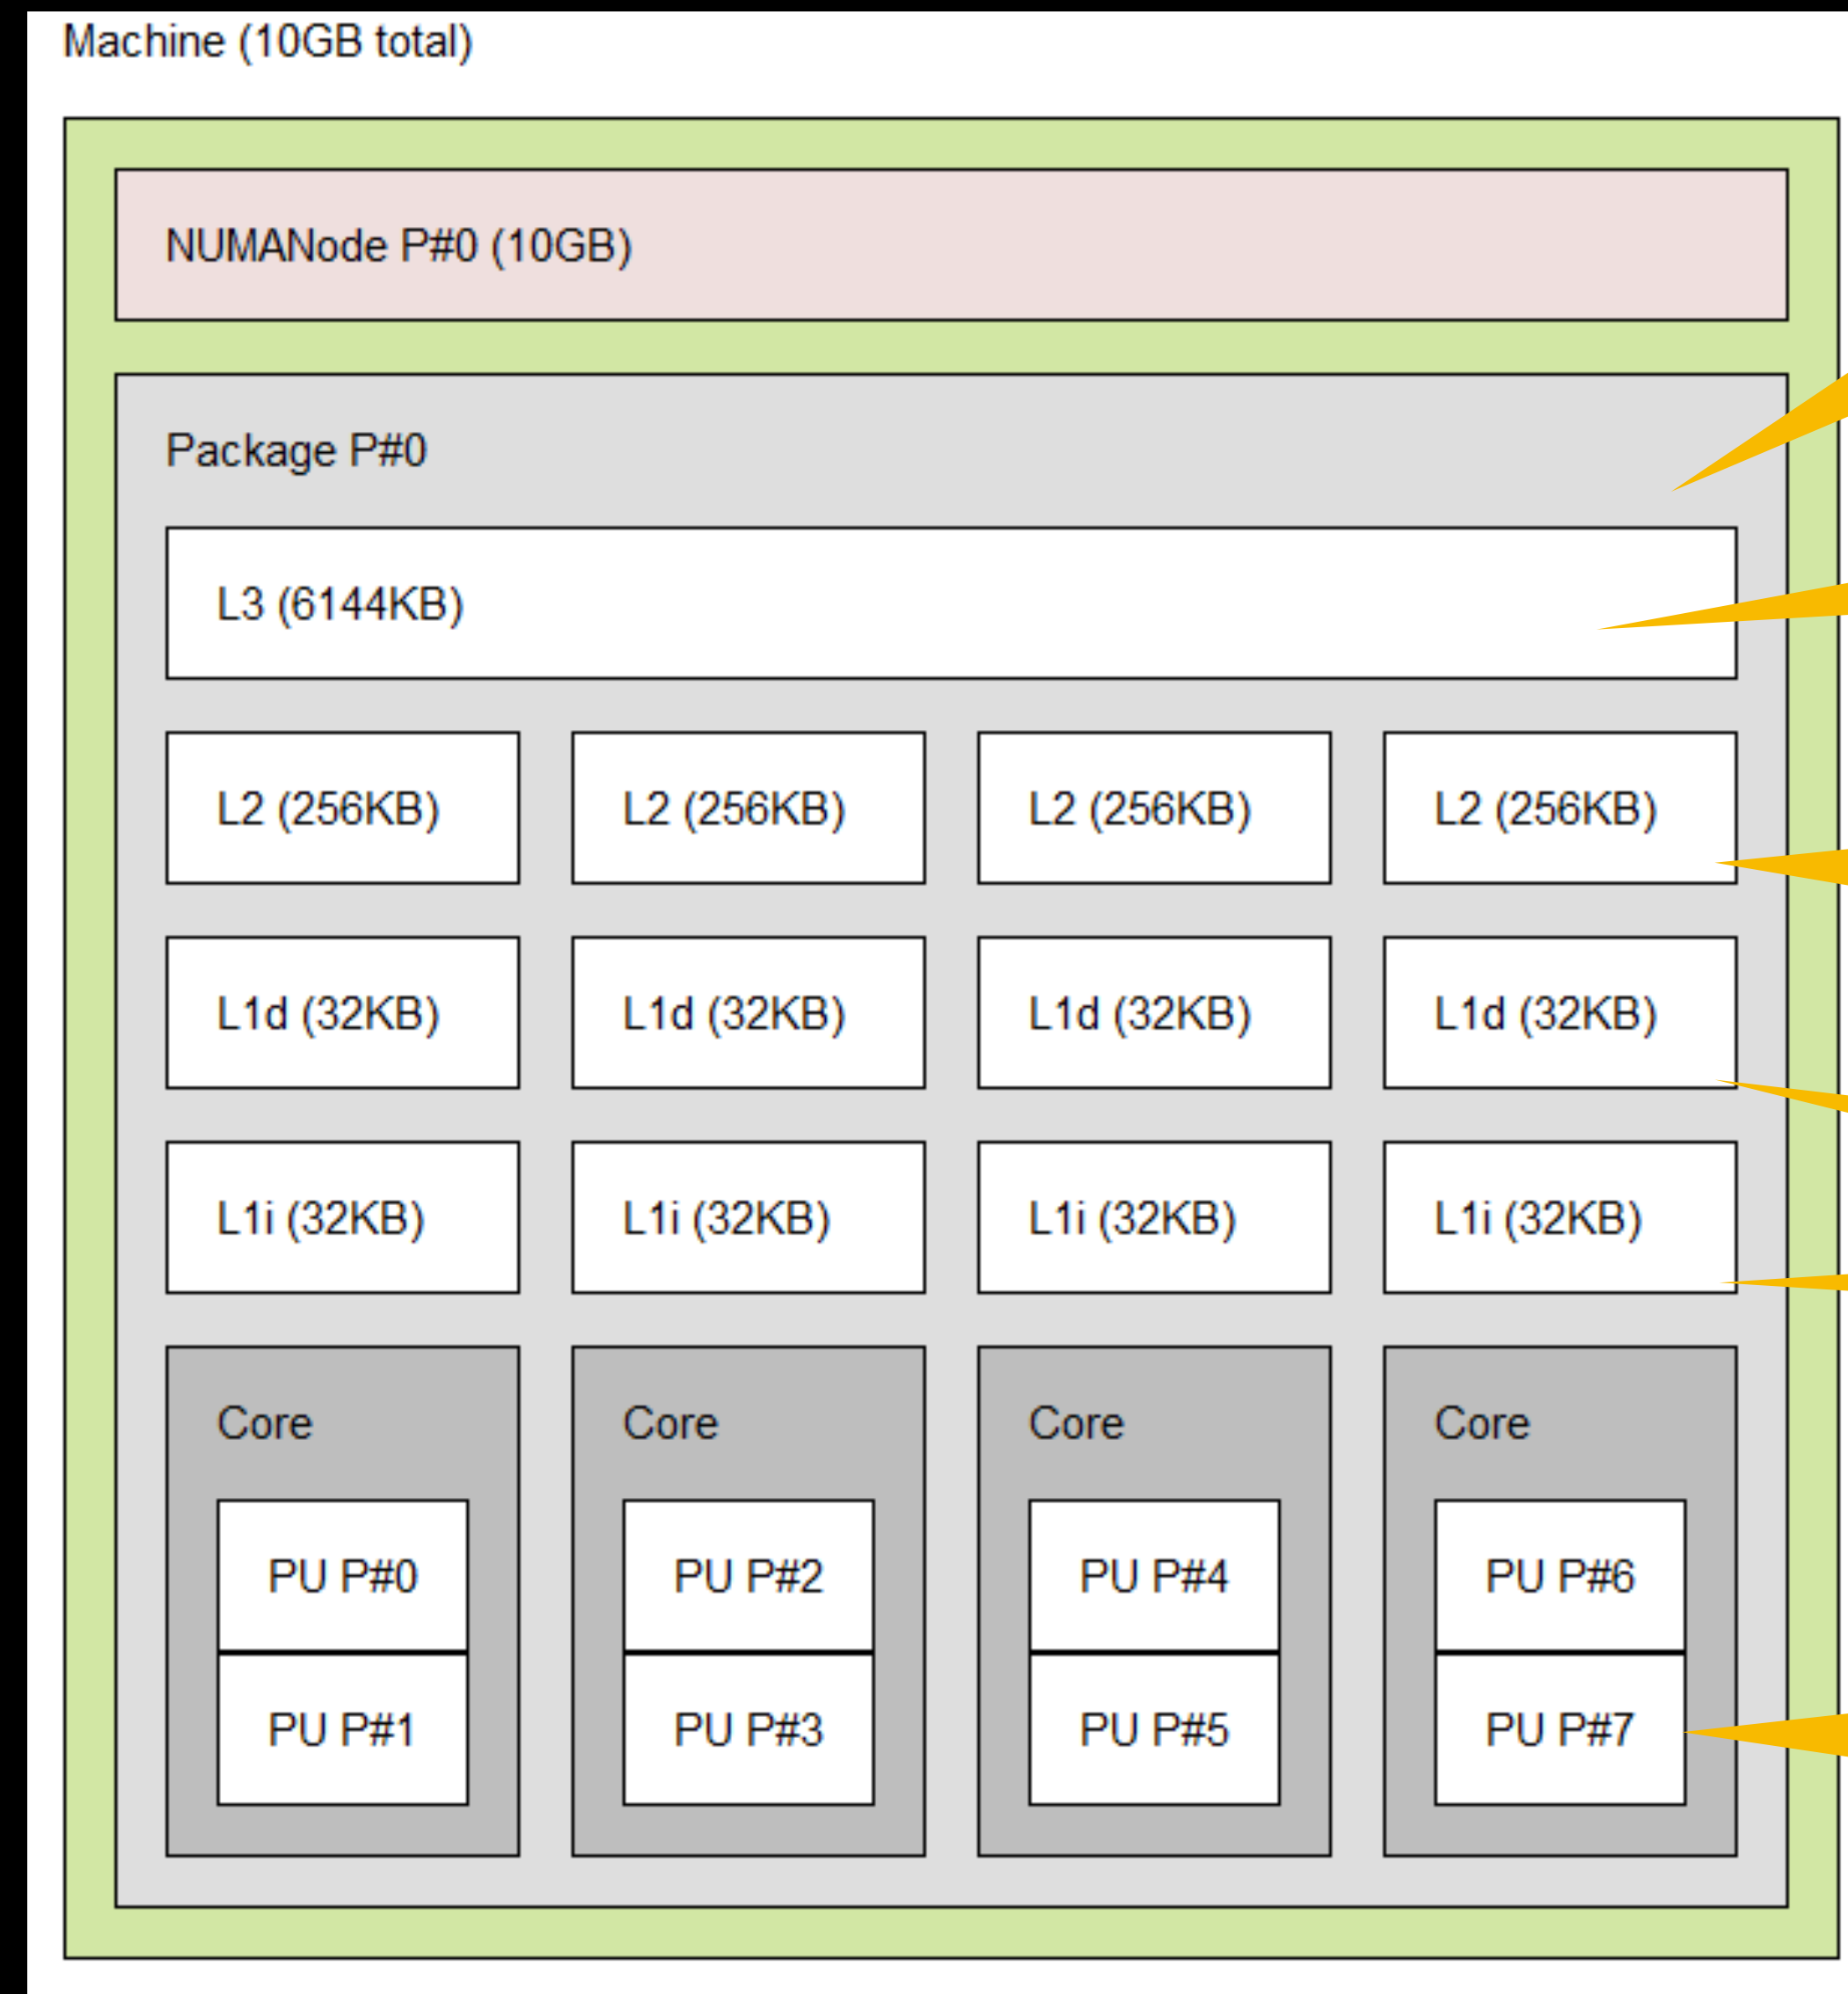 Machine (10GB total)
NUMANode P#0 (10GB)
Package P#0
L3 (6144KB)
L2 (256KB) L2 (256KB) L2 (256KB) L2 (256KB)
L1d (32KB) L1d (32KB) L1d (32KB) L1d (32KB)
L1i (32KB) L1i (32KB) L1i (32KB) L1i (32KB)
Core Core Core Core
PU P#0 PU P#2 PU P#4 PU P#6
PU P#1 PU P#3 PU P#5 PU P#7